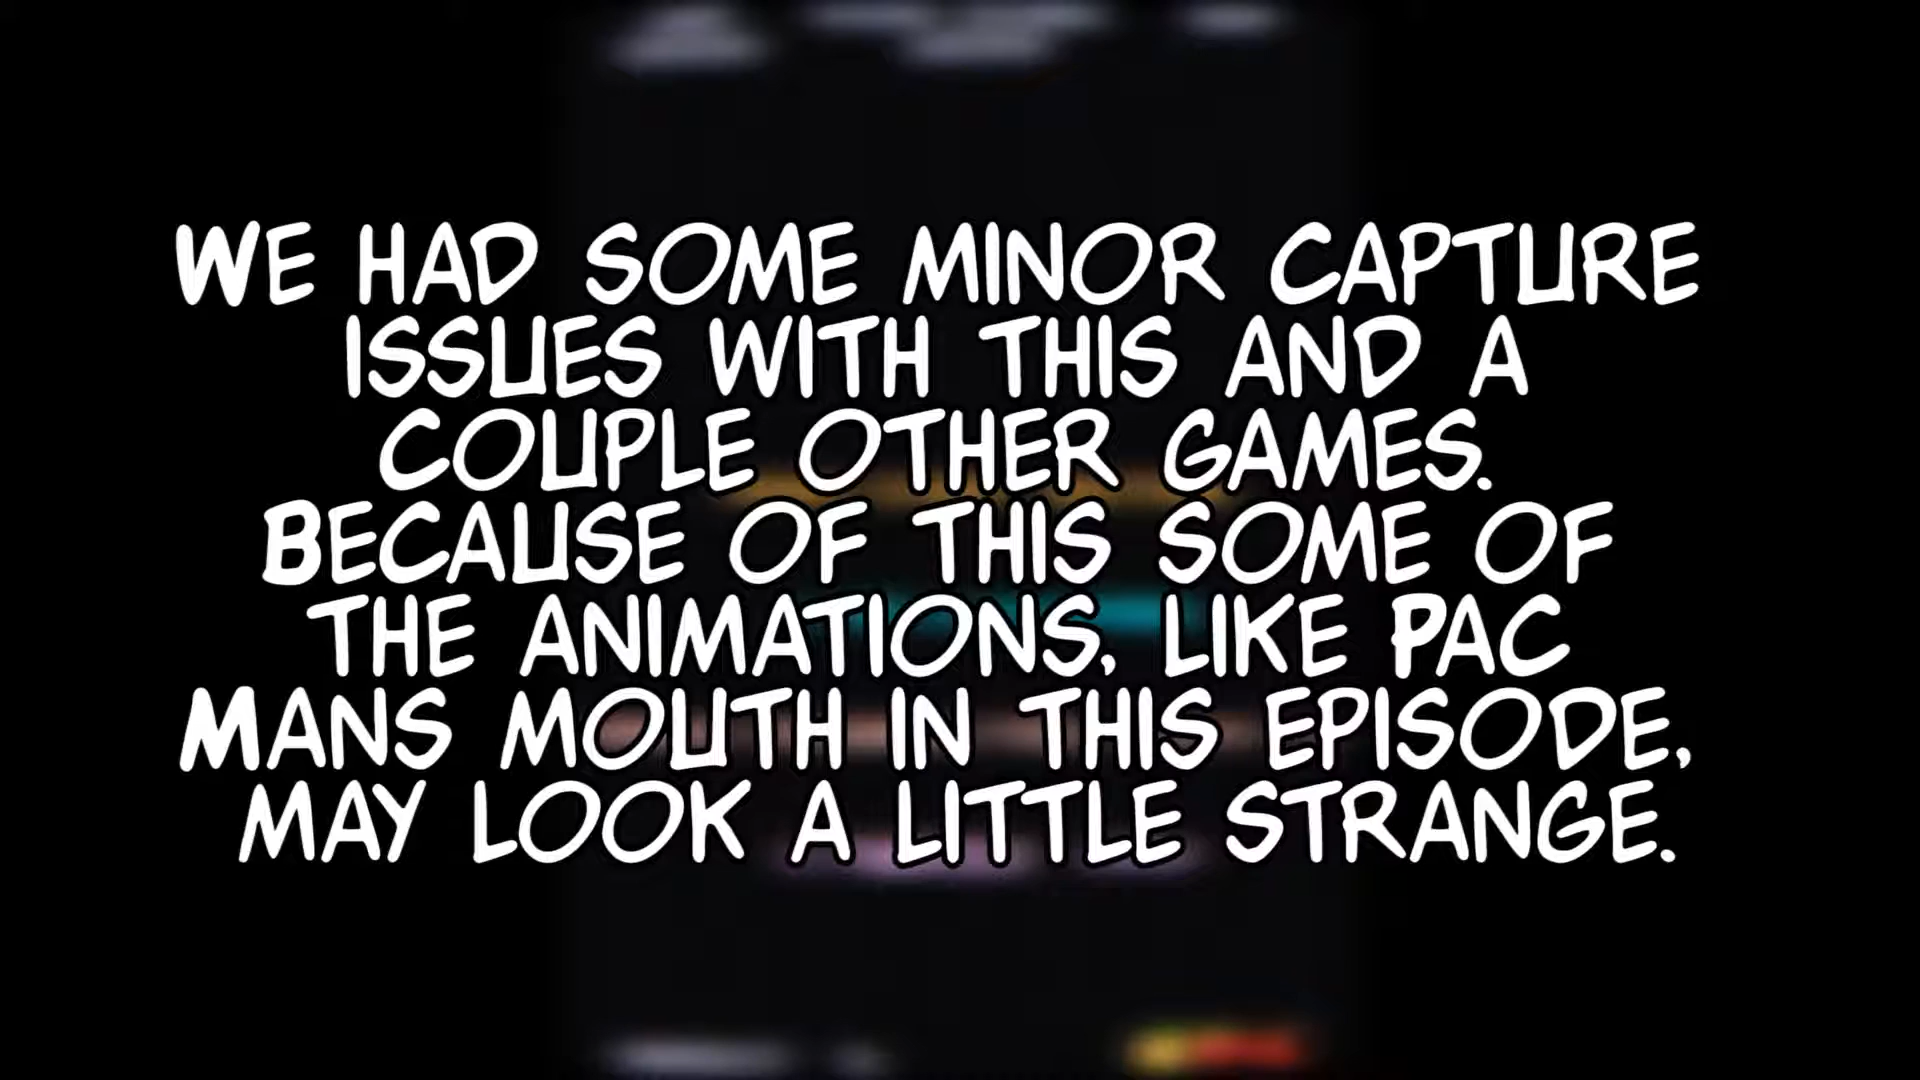 WE HAD SOME MINOR CAPTURE
ISSUES WITH THIS AND A
COUPLE OTHER GAMES.
BECAUSE OF THIS SOME OF
THE ANIMATIONS, LIKE PAC
MANS MOUTH IN THIS EPISODE,
MAY LOOK A LITTLE STRANGE.